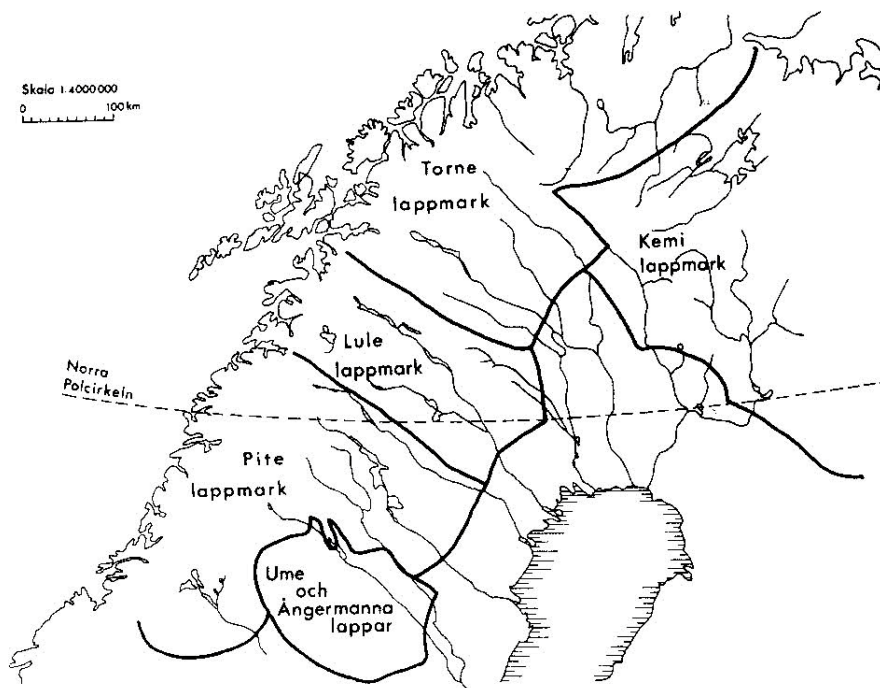 Skala 1:4000000
0 100 km
Torne
lappmark
Kemi
lappmark
Lule
lappmark
Norra
Polcirkeln
Pite
lappmark
Ume
och
Ångermanna
lappar